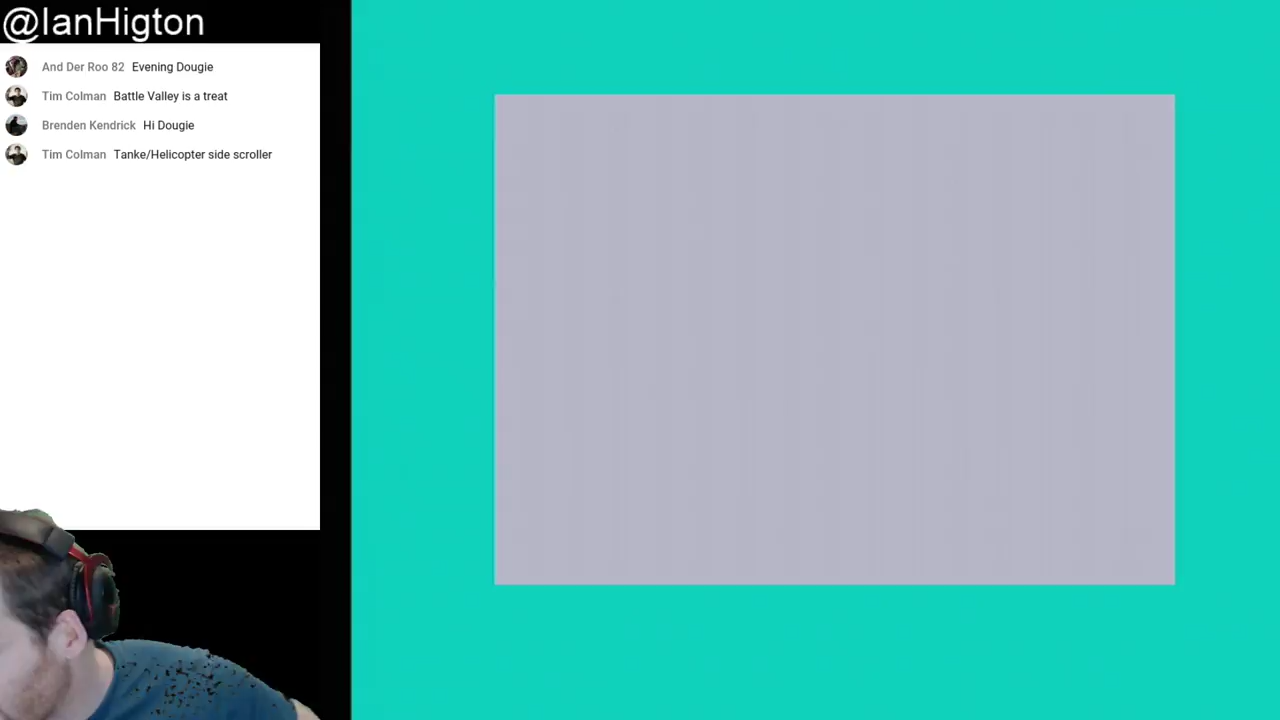 @IanHigton
And Der Roo 82 Evening Dougie
Tim Colman Battle Valley is a treat
Brenden Kendrick Hi Dougie
Tim Colman Tanke/Helicopter side scroller